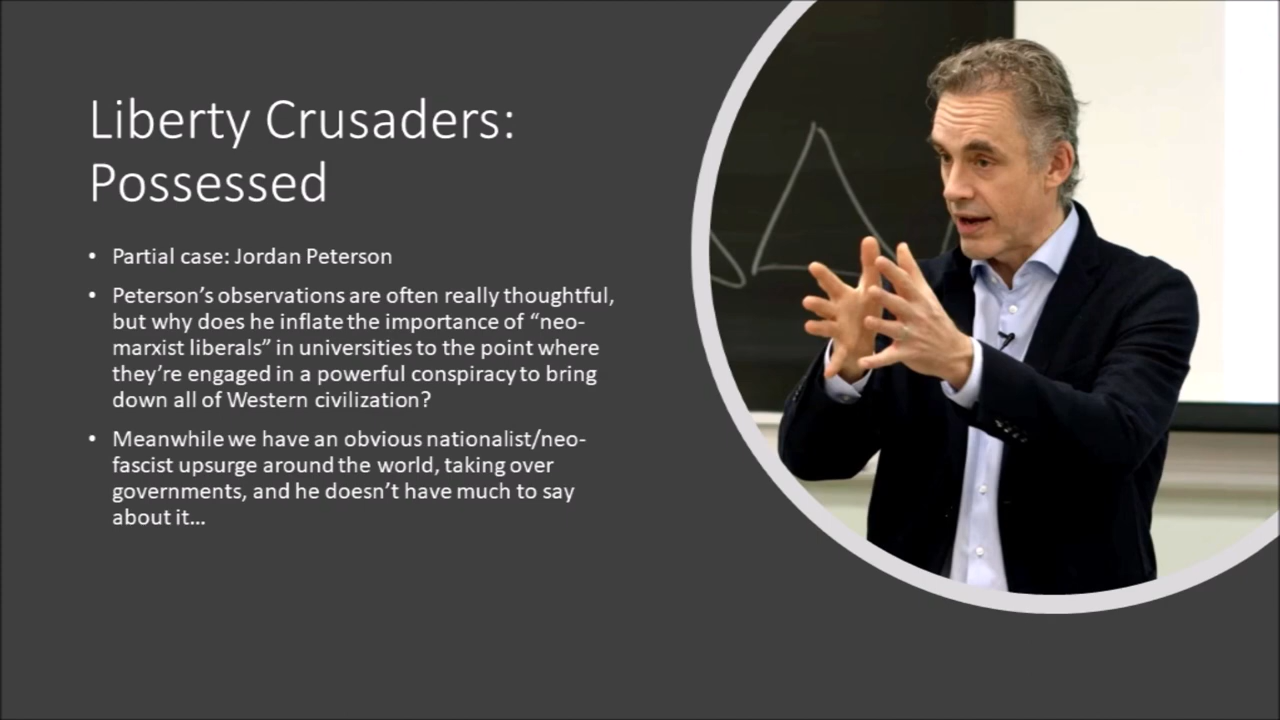 Liberty Crusaders:
Possessed
• Partial case: Jordan Peterson
• Peterson’s observations are often really thoughtful,
but why does he inflate the importance of “neo-
marxist liberals” in universities to the point where
they’re engaged in a powerful conspiracy to bring
down all of Western civilization?
• Meanwhile we have an obvious nationalist/neo-
fascist upsurge around the world, taking over
governments, and he doesn’t have much to say
about it…